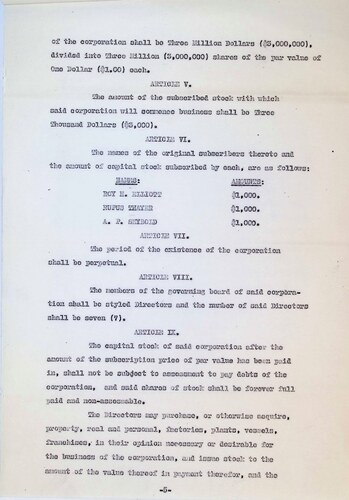 of the corporation shall be Three Million Dollars ($3,000,000),
divided into Three Million (3,000,000) shares of the par value of
One Dollar ($1.00) each.
ARTICLE V.
The amount of the subscribed stock with which
said corporation will commence business shall be Three
Thousand Dollars ($3,000).
ARTICLE VI.
The names of the original subscribers thereto and
the amount of capital stock subscribed by each, are as follows:
NAMES: AMOUNTS:
ROY M. ELLIOTT $1,000.
RUFUS THAYER $1,000.
A. D. SEYBOLD $1,000.
ARTICLE VII.
The period of the existence of the corporation
shall be perpetual.
ARTICLE VIII.
The members of the governing board of said corpora-
tion shall be styled Directors and the number of said Directors
shall be seven (7).
ARTICLE IX.
The capital stock of said corporation after the
amount of the subscription price of par value has been paid
in, shall not be subject to assessment to pay debts of the
corporation, and said shares of stock shall be forever full
paid and non-assessable.
The Directors may purchase, or otherwise acquire,
property, real and personal, factories, plants, vessels,
franchises, in their opinion necessary or desirable for
the business of the corporation, and issue stock to the
amount of the value thereof in payment therefor, and the
-5-